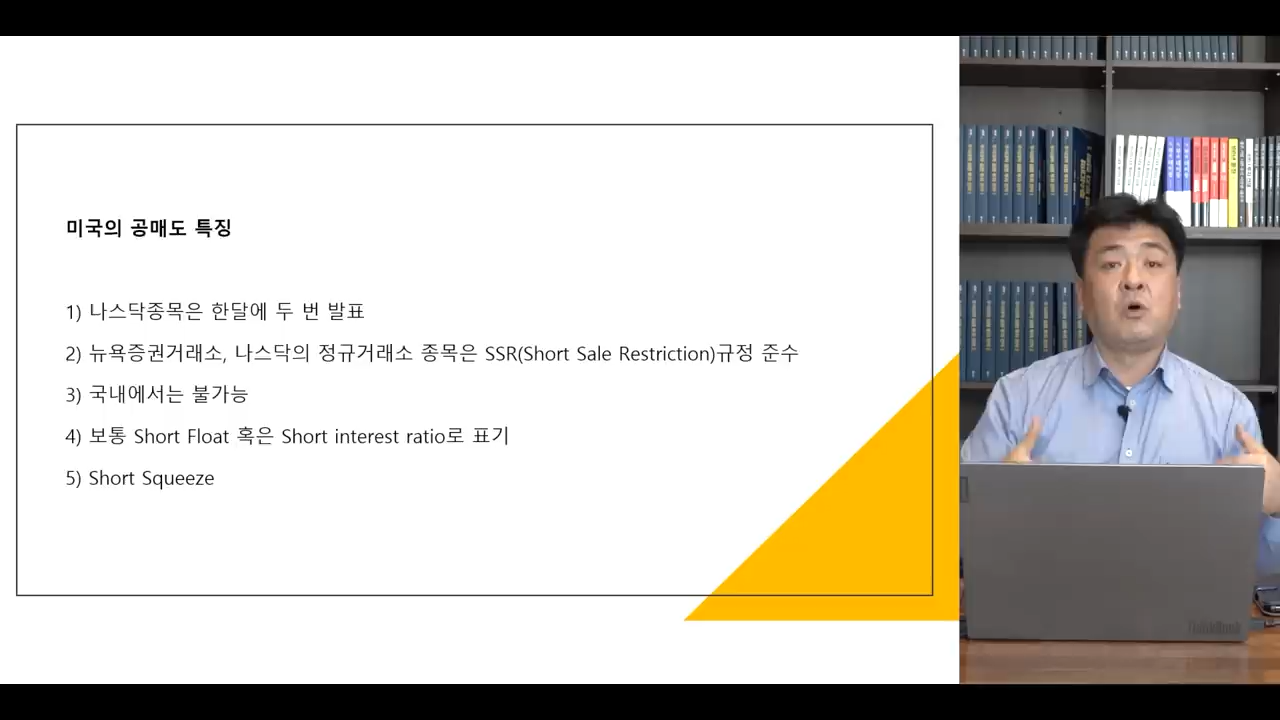 미국의 공매도 특징
1) 나스닥종목은 한달에 두 번 발표
2) 뉴욕증권거래소, 나스닥의 정규거래소 종목은 SSR(Short Sale Restriction)규정 준수
3) 국내에서는 불가능
4) 보통 Short Float 혹은 Short interest ratio로 표기
5) Short Squeeze
ThinkBook